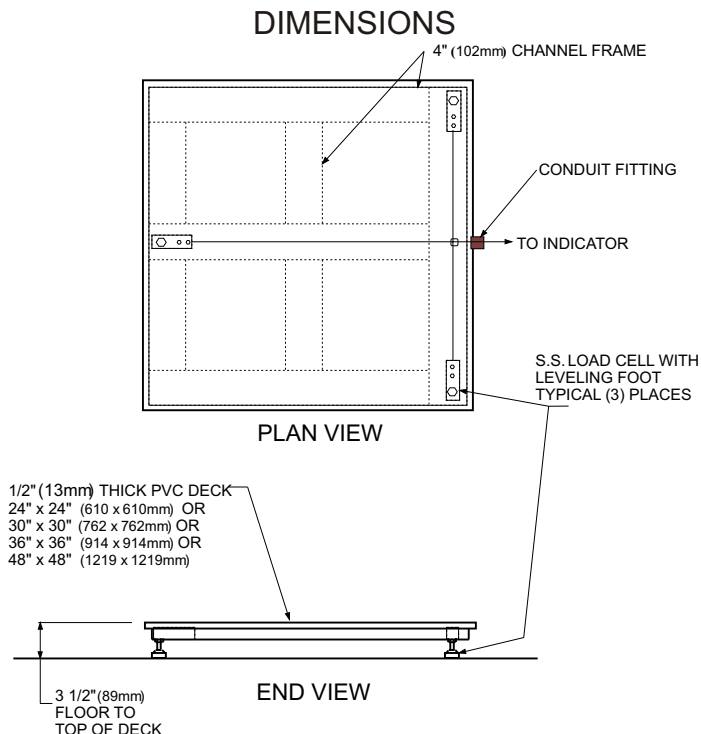 DIMENSIONS
4" (102mm) CHANNEL FRAME
CONDUIT FITTING
TO INDICATOR
S.S. LOAD CELL WITH
LEVELING FOOT
TYPICAL (3) PLACES
PLAN VIEW
1/2" (13mm) THICK PVC DECK
24" x 24" (610 x 610mm) OR
30" x 30" (762 x 762mm) OR
36" x 36" (914 x 914mm) OR
48" x 48" (1219 x 1219mm)
3 1/2" (89mm)
FLOOR TO
TOP OF DECK
END VIEW